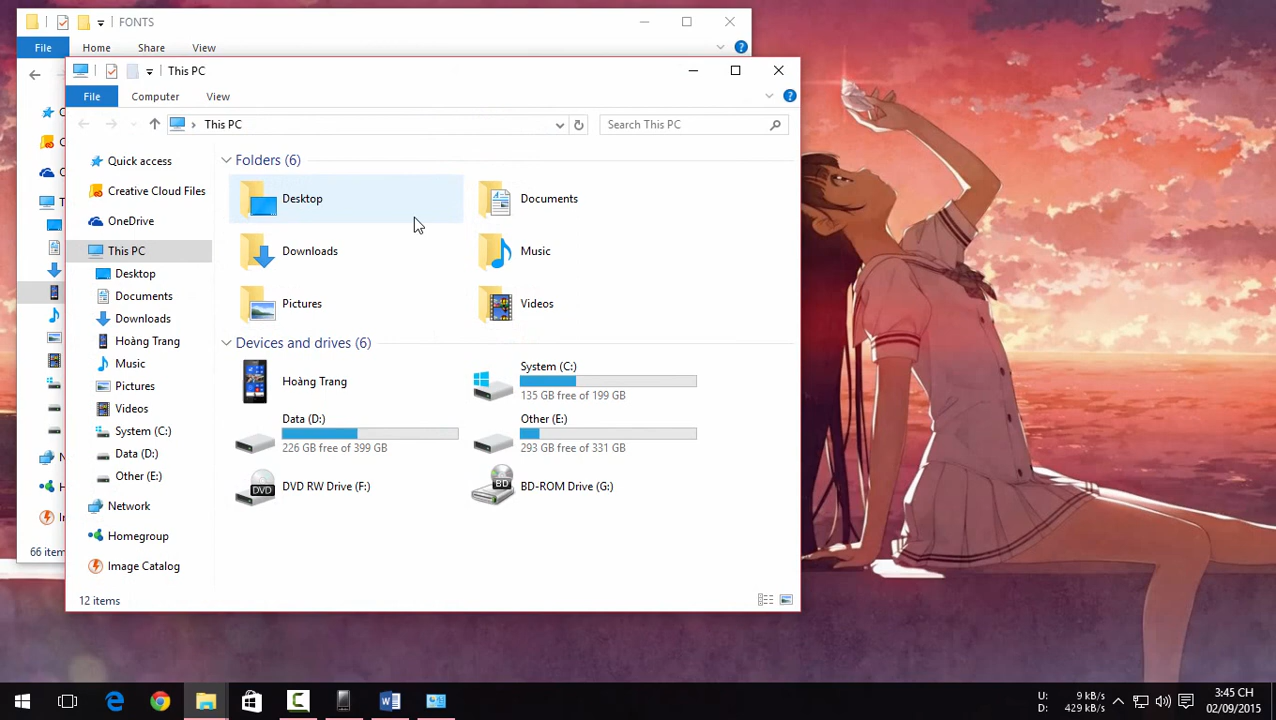 FONTS
File Home Share View
This PC
File Computer View
This PC
Search This PC
Quick access
Creative Cloud Files
OneDrive
This PC
Desktop
Documents
Downloads
Hoàng Trang
Music
Pictures
Videos
System (C:)
Data (D:)
Other (E:)
Network
Homegroup
Image Catalog
Folders (6)
Desktop
Documents
Downloads
Music
Pictures
Videos
Devices and drives (6)
Hoàng Trang
System (C:)
135 GB free of 199 GB
Data (D:)
226 GB free of 399 GB
Other (E:)
293 GB free of 331 GB
DVD
DVD RW Drive (F:)
BD
BD-ROM Drive (G:)
66 item
12 items
U: 9 kB/s
D: 429 kB/s
3:45 CH
02/09/2015